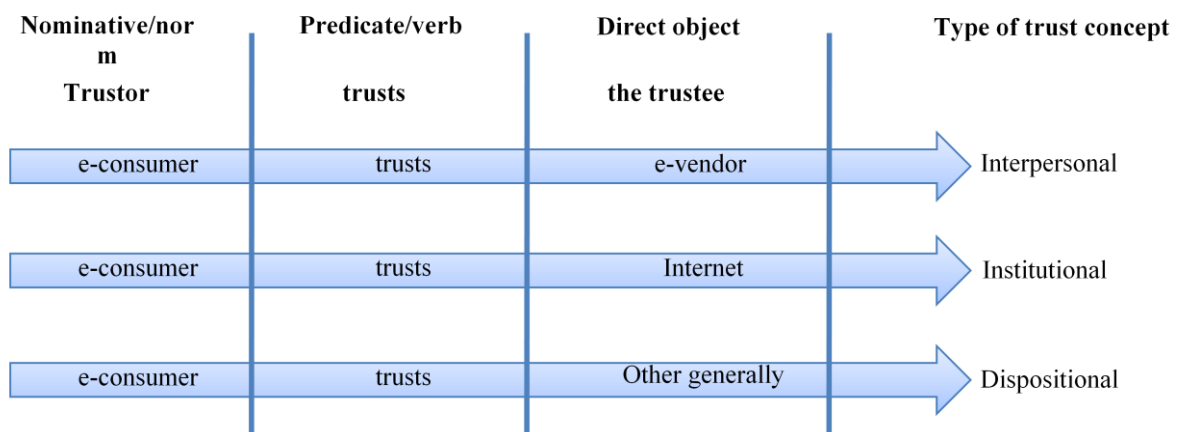 Nominative/nor Predicate/verb Direct object Type of trust concept
m
Trustor trusts the trustee
e-consumer trusts e-vendor Interpersonal
e-consumer trusts Internet Institutional
e-consumer trusts Other generally Dispositional